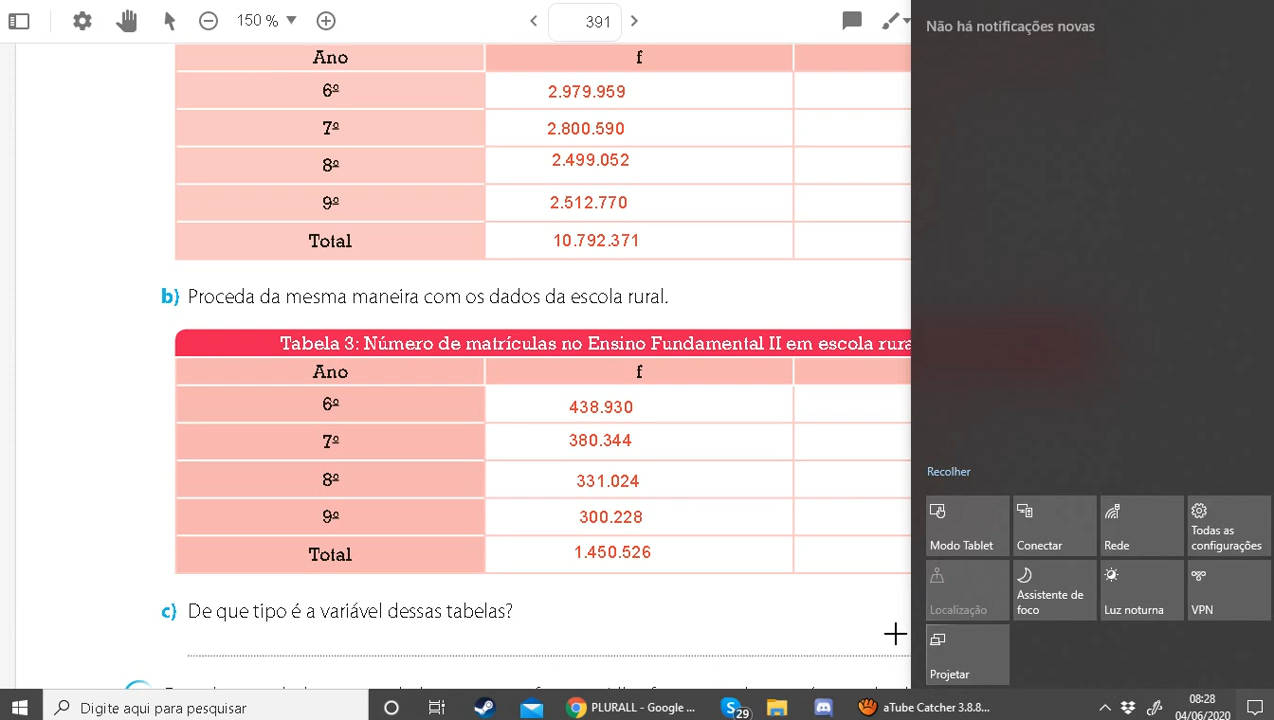 150 %
391
Não há notificações novas
Ano f
6º 2.979.959
7º 2.800.590
8º 2.499.052
9º 2.512.770
Total 10.792.371
b) Proceda da mesma maneira com os dados da escola rural.
Tabela 3: Número de matrículas no Ensino Fundamental II em escola rura
Ano f
6º 438.930
7º 380.344
8º 331.024
9º 300.228
Total 1.450.526
c) De que tipo é a variável dessas tabelas?
Recolher
Modo Tablet
Conectar
Rede
Todas as
configurações
Localização
Assistente de
foco
Luz noturna
VPN
Projetar
Digite aqui para pesquisar
PLURALL - Google ...
29
aTube Catcher 3.8.8...
08:28
04/06/2020